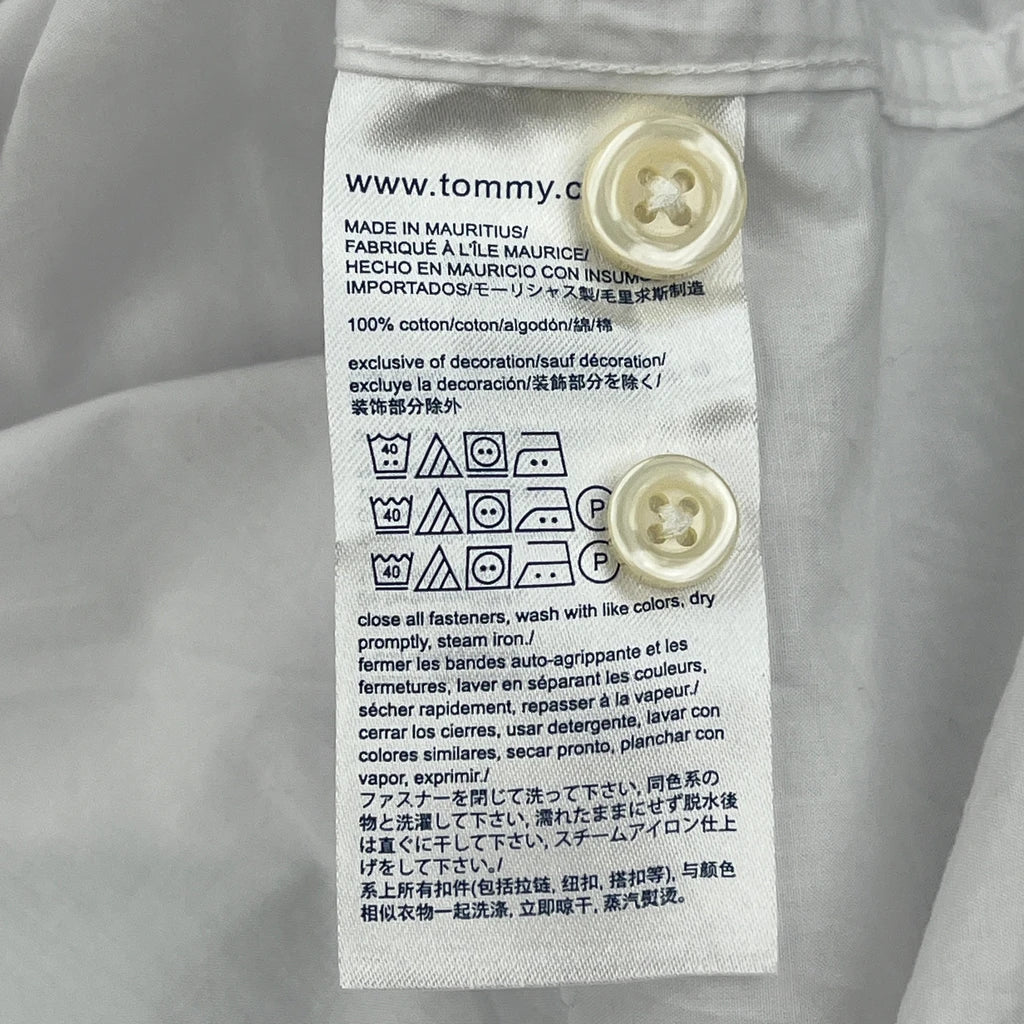 www.tommy.c
MADE IN MAURITIUS/
FABRIQUÉ À L'ÎLE MAURICE/
HECHO EN MAURICIO CON INSUM
IMPORTADOS/モーリシャス製/毛里求斯制造
100% cotton/coton/algodón/綿/棉
exclusive of decoration/sauf décoration/
excluye la decoración/装飾部分を除く/
装饰部分除外
40
40 P
40 P
close all fasteners, wash with like colors, dry
promptly, steam iron./
fermer les bandes auto-agrippante et les
fermetures, laver en séparant les couleurs,
sécher rapidement, repasser à la vapeur./
cerrar los cierres, usar detergente, lavar con
colores similares, secar pronto, planchar con
vapor, exprimir./
ファスナーを閉じて洗って下さい, 同色系の
物と洗濯して下さい, 濡れたままにせず脱水後
は直ぐに干して下さい, スチームアイロン仕上
げをして下さい。/
系上所有扣件(包括拉链, 纽扣, 搭扣等), 与颜色
相似衣物一起洗涤, 立即晾干, 蒸汽熨烫。